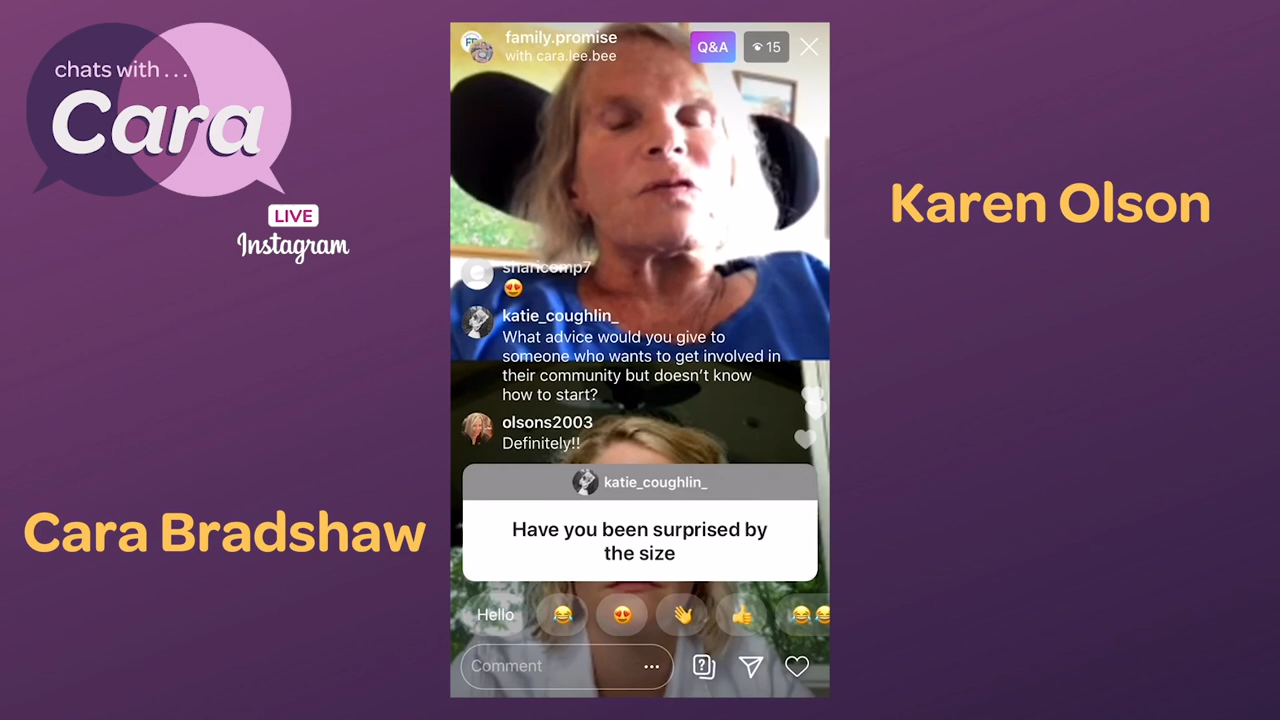 chats with . . .
Cara
LIVE
Instagram
family.promise
with cara.lee.bee
Q&A
15
Karen Olson
sharicomp7
😍
katie_coughlin_
What advice would you give to
someone who wants to get involved in
their community but doesn't know
how to start?
olsons2003
Definitely!!
katie_coughlin_
Have you been surprised by
the size
Cara Bradshaw
Hello
Comment